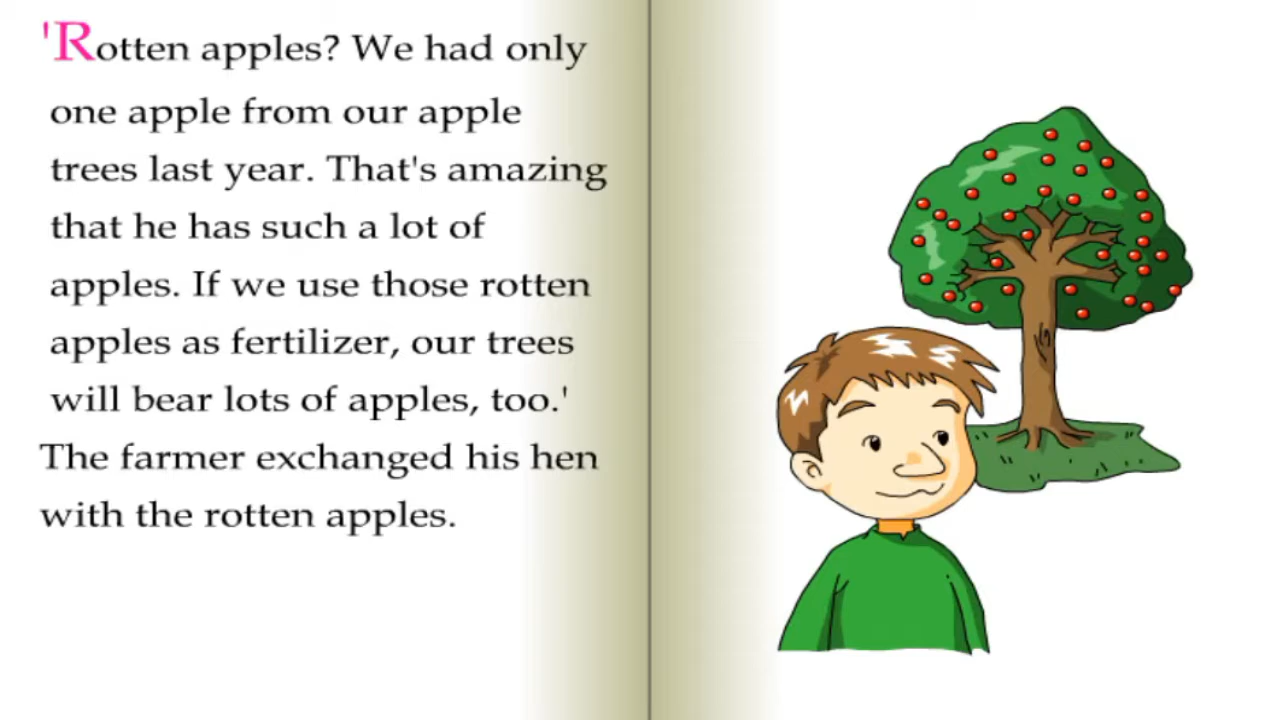 'Rotten apples? We had only
one apple from our apple
trees last year. That's amazing
that he has such a lot of
apples. If we use those rotten
apples as fertilizer, our trees
will bear lots of apples, too.'
The farmer exchanged his hen
with the rotten apples.